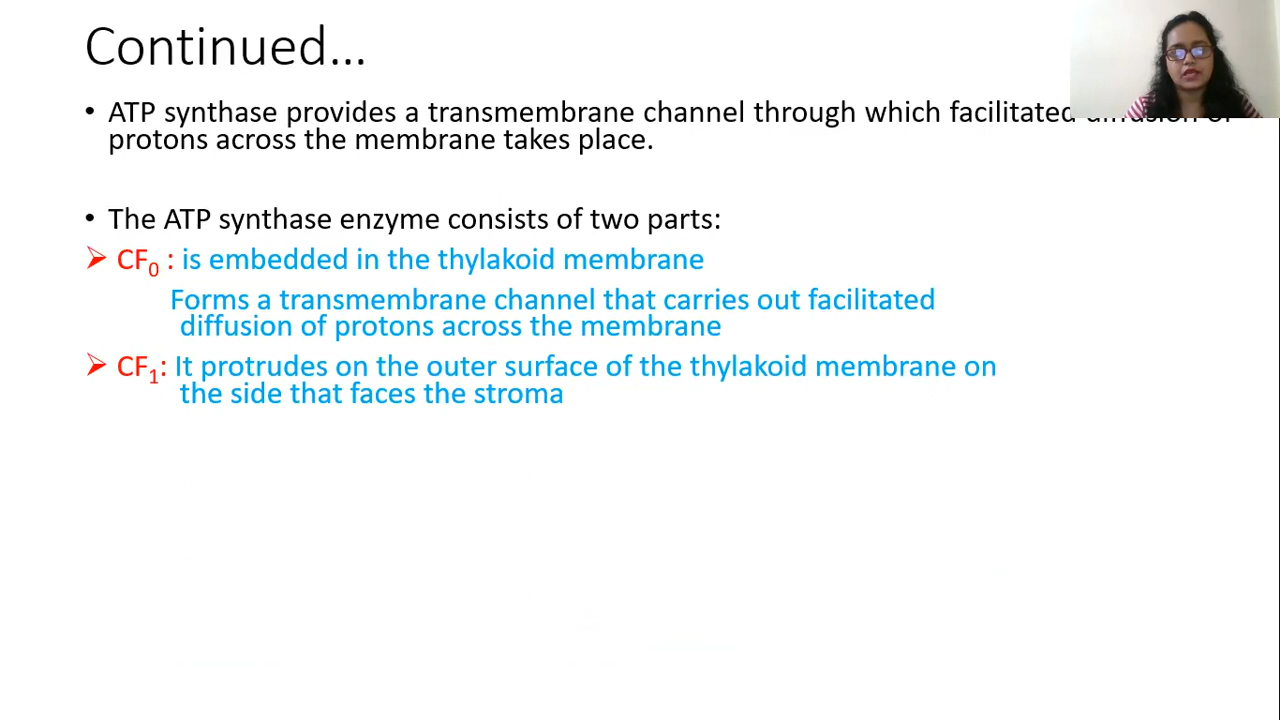 Continued...
• ATP synthase provides a transmembrane channel through which facilitated
protons across the membrane takes place.
• The ATP synthase enzyme consists of two parts:
➢ CF₀ : is embedded in the thylakoid membrane
Forms a transmembrane channel that carries out facilitated
diffusion of protons across the membrane
➢ CF₁: It protrudes on the outer surface of the thylakoid membrane on
the side that faces the stroma